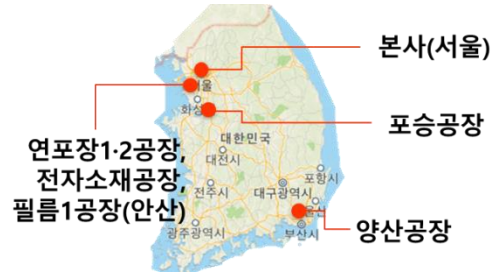 본사(서울)
서울
화성
포승공장
연포장1·2공장,
전자소재공장,
필름1공장(안산)
대한민국
대전시
포항시
전주시
대구광역시
울산
광주광역시
부산시
양산공장